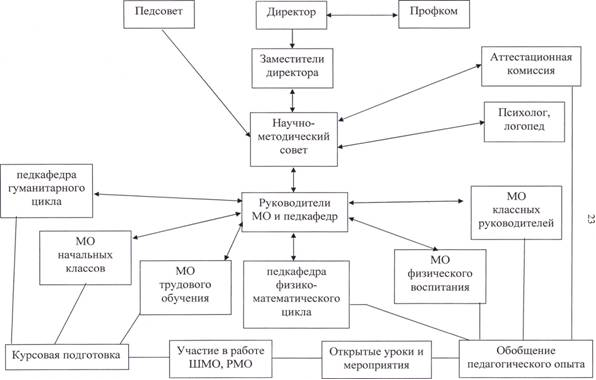 Педсовет
Директор
Профком
Заместители
директора
Аттестационная
комиссия
Научно-
методический
совет
Психолог,
логопед
педкафедра
гуманитарного
цикла
Руководители
МО и педкафедр
МО
классных
руководителей
23
МО
начальных
классов
МО
трудового
обучения
педкафедра
физико-
математического
цикла
МО
физического
воспитания
Курсовая подготовка
Участие в работе
ШМО, РМО
Открытые уроки и
мероприятия
Обобщение
педагогического опыта